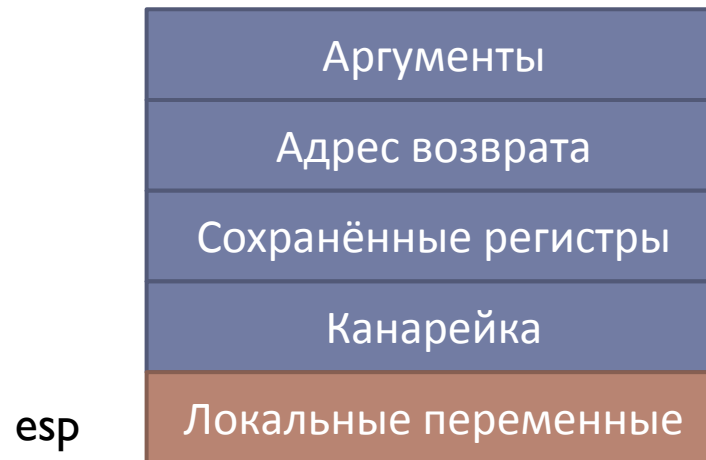 Аргументы
Адрес возврата
Сохранённые регистры
Канарейка
esp Локальные переменные